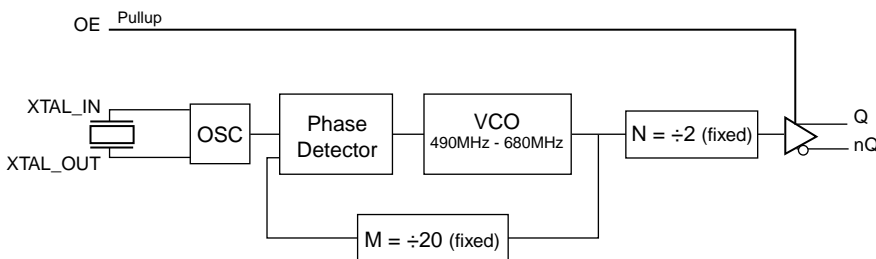 OE Pullup
XTAL_IN
XTAL_OUT
OSC
Phase
Detector
VCO
490MHz - 680MHz
N = ÷2 (fixed)
Q
nQ
M = ÷20 (fixed)